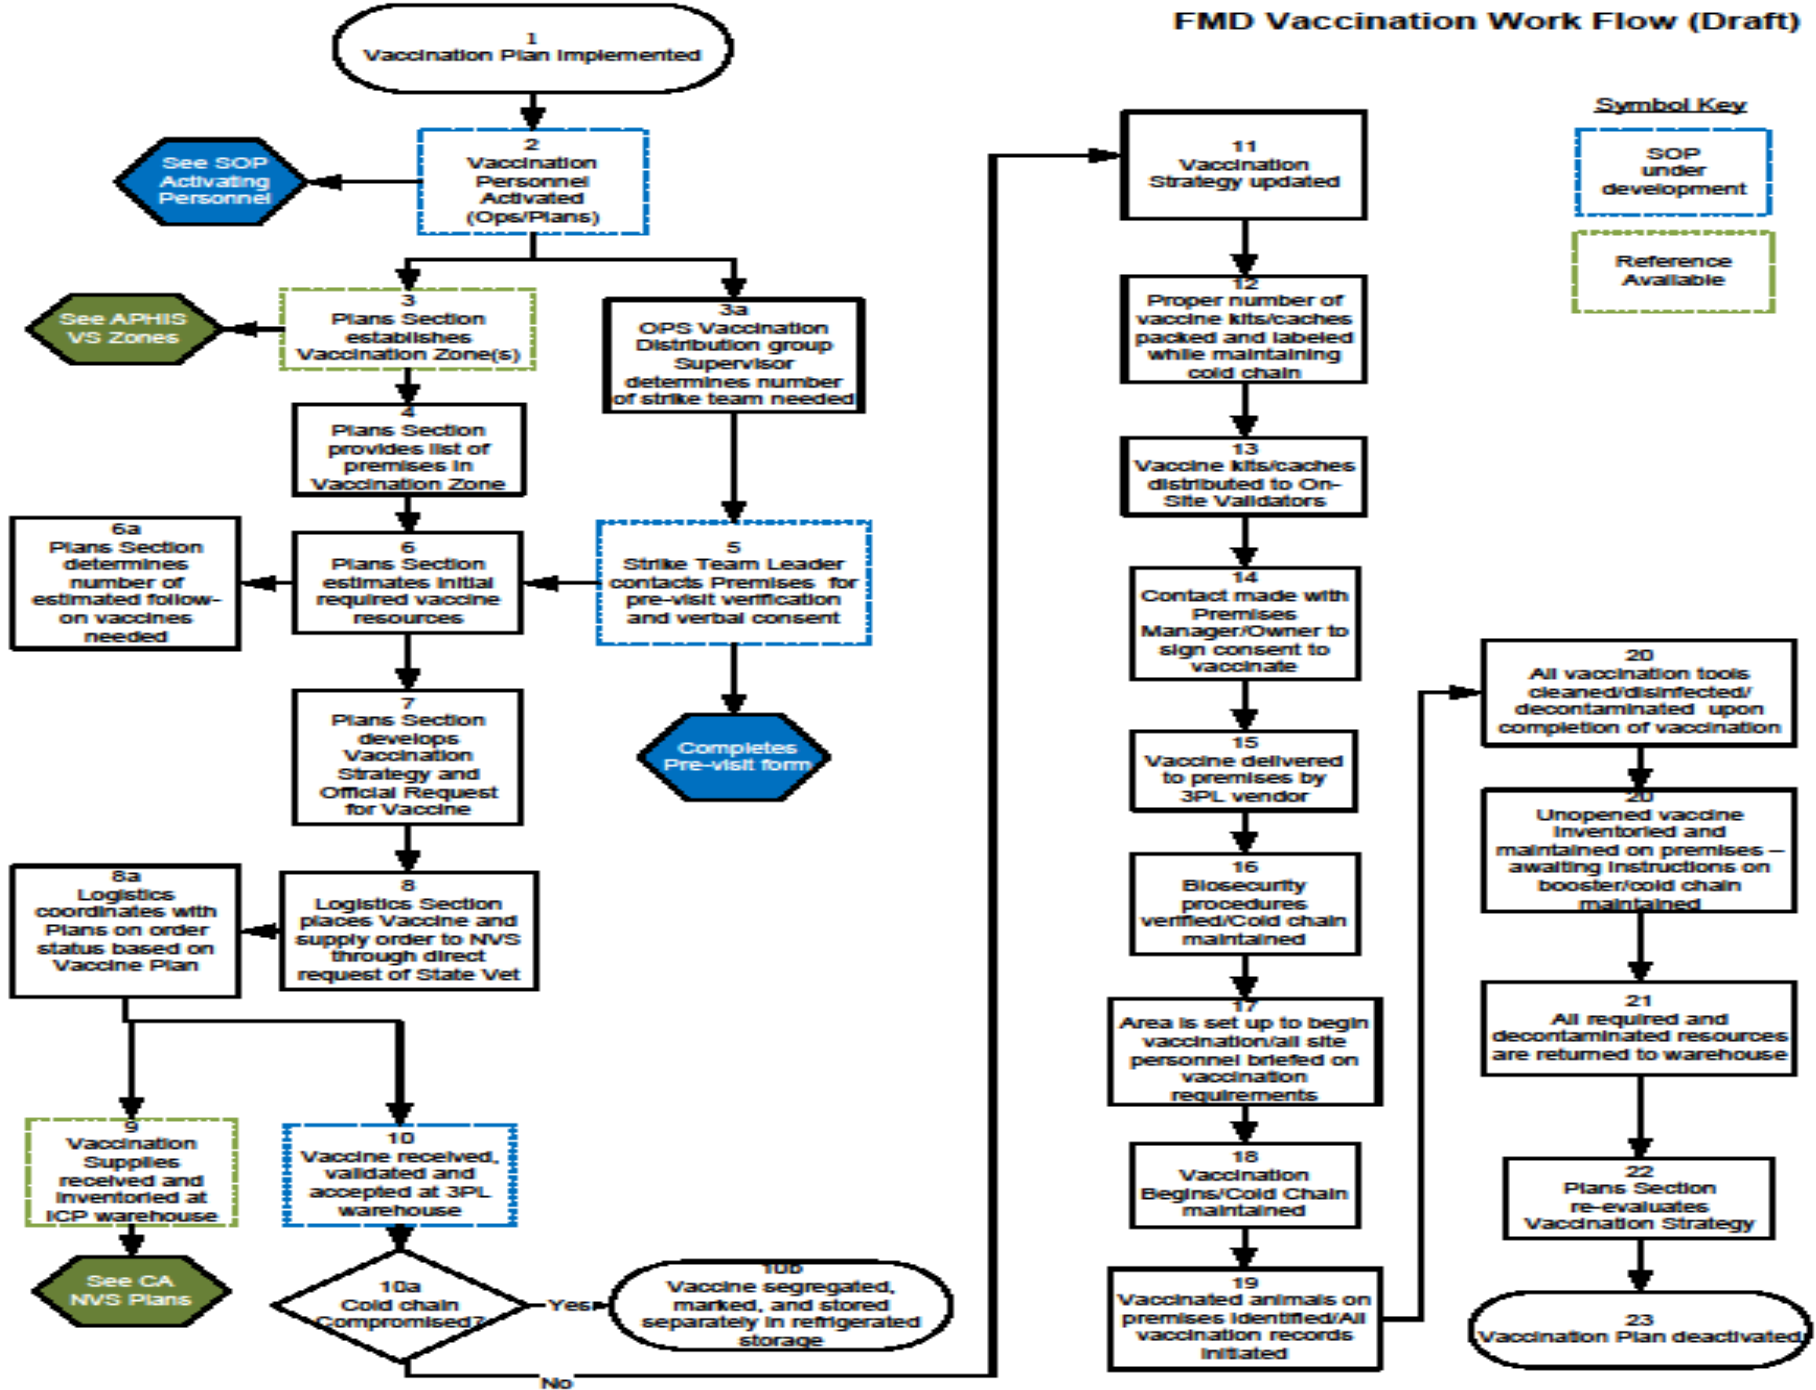 FMD Vaccination Work Flow (Draft)
1
Vaccination Plan Implemented
2
Vaccination
Personnel
Activated
(Ops/Plans)
See SOP
Activating
Personnel
3
Plans Section
establishes
Vaccination Zone(s)
See APHIS
VS Zones
3a
OPS Vaccination
Distribution group
Supervisor
determines number
of strike team needed
4
Plans Section
provides list of
premises in
Vaccination Zone
5
Strike Team Leader
contacts Premises for
pre-visit verification
and verbal consent
Completes
Pre-visit form
6
Plans Section
estimates initial
required vaccine
resources
6a
Plans Section
determines
number of
estimated follow-
on vaccines
needed
7
Plans Section
develops
Vaccination
Strategy and
Official Request
for Vaccine
8
Logistics Section
places Vaccine and
supply order to NVS
through direct
request of State Vet
8a
Logistics
coordinates with
Plans on order
status based on
Vaccine Plan
9
Vaccination
Supplies
received and
inventoried at
ICP warehouse
See CA
NVS Plans
10
Vaccine received,
validated and
accepted at 3PL
warehouse
10a
Cold chain
Compromised?
Yes
10b
Vaccine segregated,
marked, and stored
separately in refrigerated
storage
No
11
Vaccination
Strategy updated
12
Proper number of
vaccine kits/caches
packed and labeled
while maintaining
cold chain
13
Vaccine kits/caches
distributed to On-
Site Validators
14
Contact made with
Premises
Manager/Owner to
sign consent to
vaccinate
15
Vaccine delivered
to premises by
3PL vendor
16
Biosecurity
procedures
verified/Cold chain
maintained
17
Area is set up to begin
vaccination/all site
personnel briefed on
vaccination
requirements
18
Vaccination
Begins/Cold Chain
maintained
19
Vaccinated animals on
premises identified/All
vaccination records
initiated
20
All vaccination tools
cleaned/disinfected/
decontaminated upon
completion of vaccination
20
Unopened vaccine
inventoried and
maintained on premises –
awaiting instructions on
booster/cold chain
maintained
21
All required and
decontaminated resources
are returned to warehouse
22
Plans Section
re-evaluates
Vaccination Strategy
23
Vaccination Plan deactivated
Symbol Key
SOP
under
development
Reference
Available